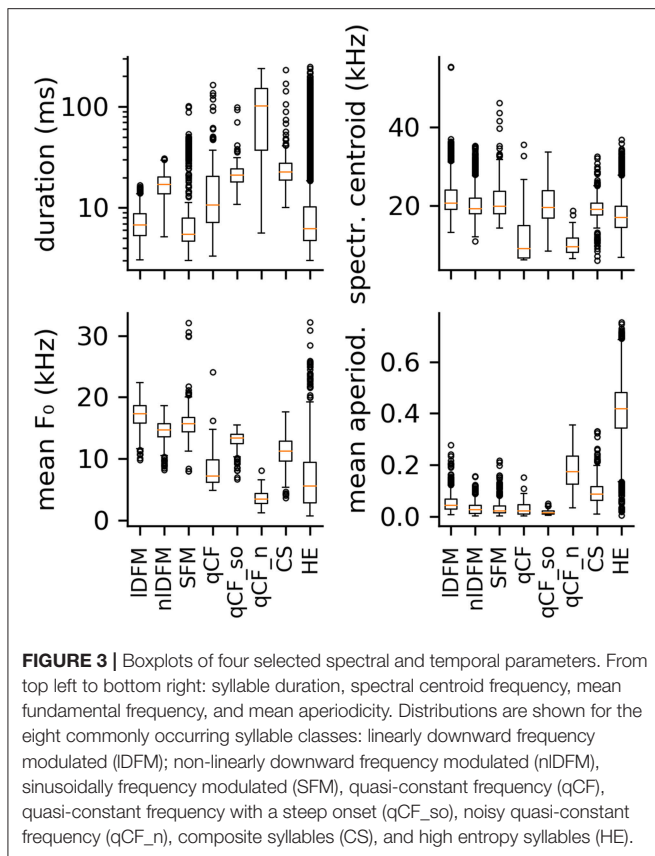 duration (ms)
100
10
spectr. centroid (kHz)
40
20
mean F₀ (kHz)
30
20
10
0
mean aperiod.
0.6
0.4
0.2
0.0
lDFM
nlDFM
SFM
qCF
qCF_so
qCF_n
CS
HE
lDFM
nlDFM
SFM
qCF
qCF_so
qCF_n
CS
HE
FIGURE 3 | Boxplots of four selected spectral and temporal parameters. From
top left to bottom right: syllable duration, spectral centroid frequency, mean
fundamental frequency, and mean aperiodicity. Distributions are shown for the
eight commonly occurring syllable classes: linearly downward frequency
modulated (lDFM); non-linearly downward frequency modulated (nlDFM),
sinusoidally frequency modulated (SFM), quasi-constant frequency (qCF),
quasi-constant frequency with a steep onset (qCF_so), noisy quasi-constant
frequency (qCF_n), composite syllables (CS), and high entropy syllables (HE).